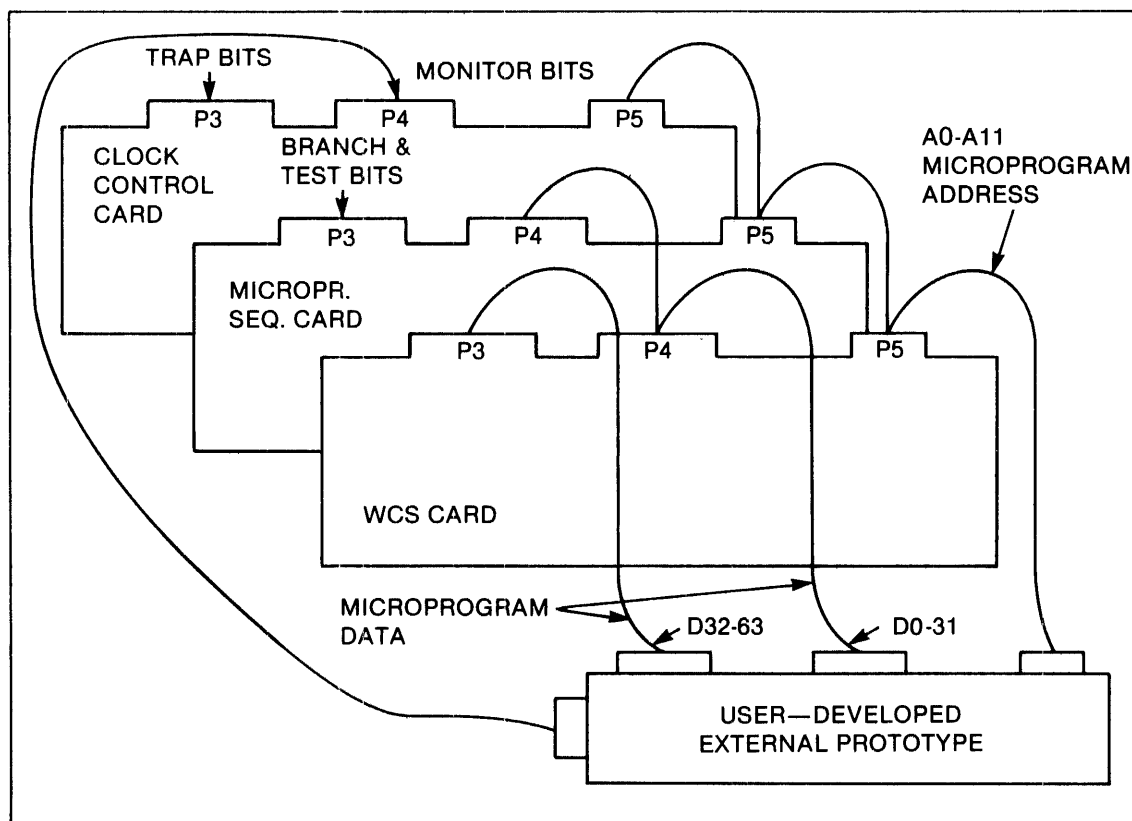 TRAP BITS
MONITOR BITS
P3
P4
P5
CLOCK
CONTROL
CARD
BRANCH &
TEST BITS
A0-A11
MICROPROGRAM
ADDRESS
P3
P4
P5
MICROPR.
SEQ. CARD
P3
P4
P5
WCS CARD
MICROPROGRAM
DATA
D32-63
D0-31
USER—DEVELOPED
EXTERNAL PROTOTYPE